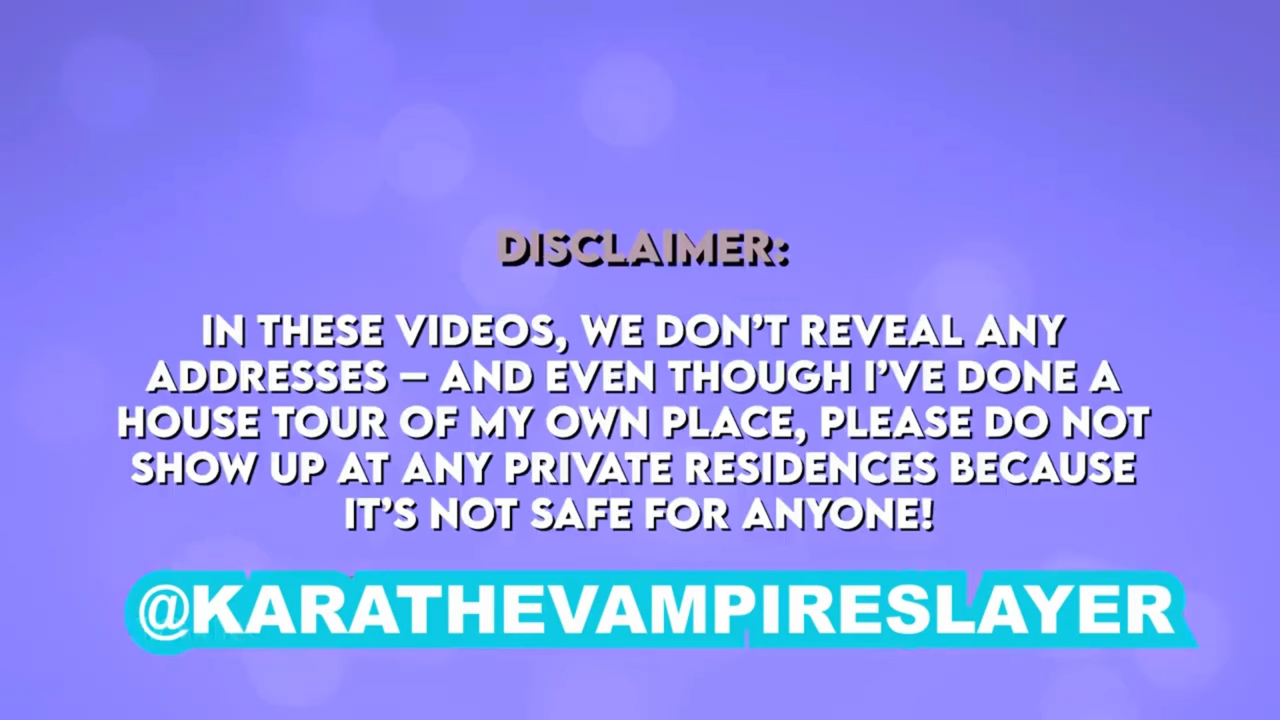 DISCLAIMER:
IN THESE VIDEOS, WE DON'T REVEAL ANY
ADDRESSES – AND EVEN THOUGH I'VE DONE A
HOUSE TOUR OF MY OWN PLACE, PLEASE DO NOT
SHOW UP AT ANY PRIVATE RESIDENCES BECAUSE
IT'S NOT SAFE FOR ANYONE!
@KARATHEVAMPIRESLAYER